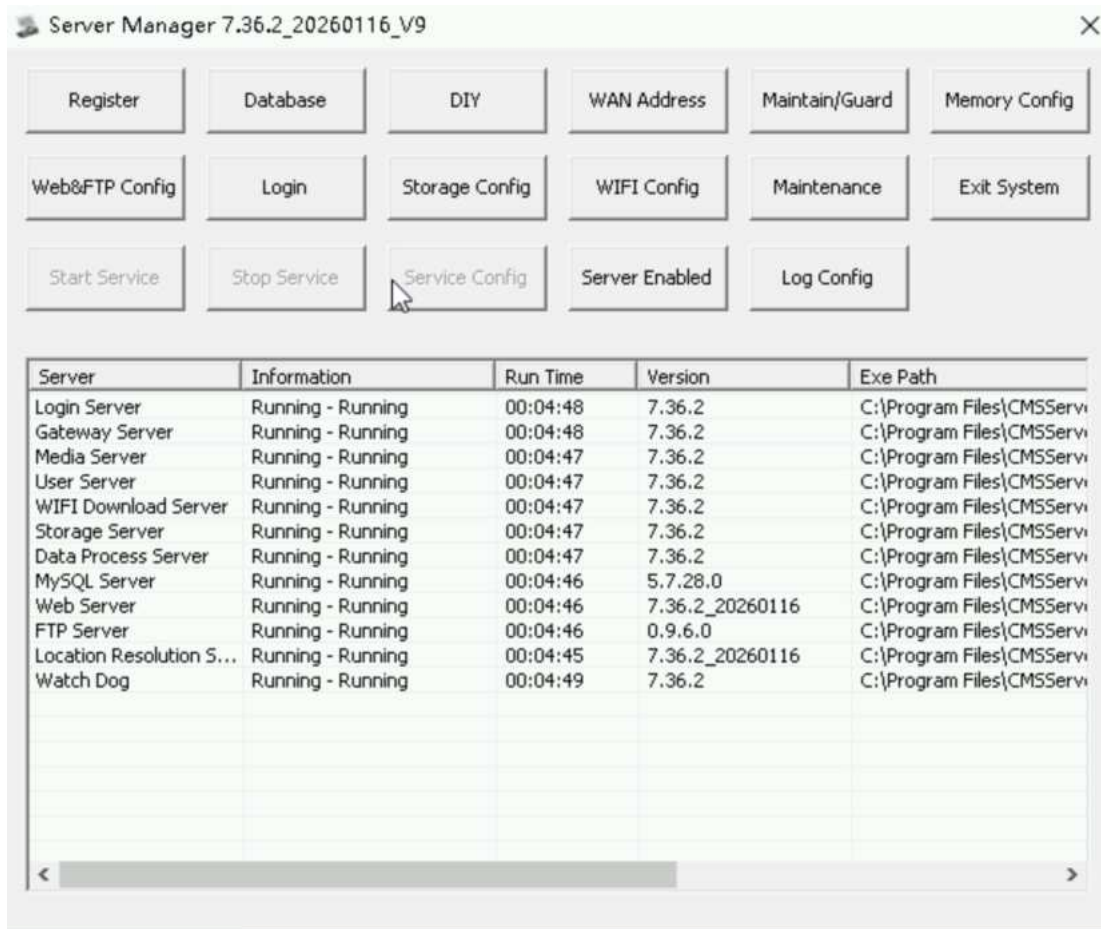 Server Manager 7.36.2_20260116_V9
Register Database DIY WAN Address Maintain/Guard Memory Config
Web&FTP Config Login Storage Config WIFI Config Maintenance Exit System
Start Service Stop Service Service Config Server Enabled Log Config
Server Information Run Time Version Exe Path
Login Server Running - Running 00:04:48 7.36.2 C:\Program Files\CMSServ
Gateway Server Running - Running 00:04:48 7.36.2 C:\Program Files\CMSServ
Media Server Running - Running 00:04:47 7.36.2 C:\Program Files\CMSServ
User Server Running - Running 00:04:47 7.36.2 C:\Program Files\CMSServ
WIFI Download Server Running - Running 00:04:47 7.36.2 C:\Program Files\CMSServ
Storage Server Running - Running 00:04:47 7.36.2 C:\Program Files\CMSServ
Data Process Server Running - Running 00:04:47 7.36.2 C:\Program Files\CMSServ
MySQL Server Running - Running 00:04:46 5.7.28.0 C:\Program Files\CMSServ
Web Server Running - Running 00:04:46 7.36.2_20260116 C:\Program Files\CMSServ
FTP Server Running - Running 00:04:46 0.9.6.0 C:\Program Files\CMSServ
Location Resolution S... Running - Running 00:04:45 7.36.2_20260116 C:\Program Files\CMSServ
Watch Dog Running - Running 00:04:49 7.36.2 C:\Program Files\CMSServ